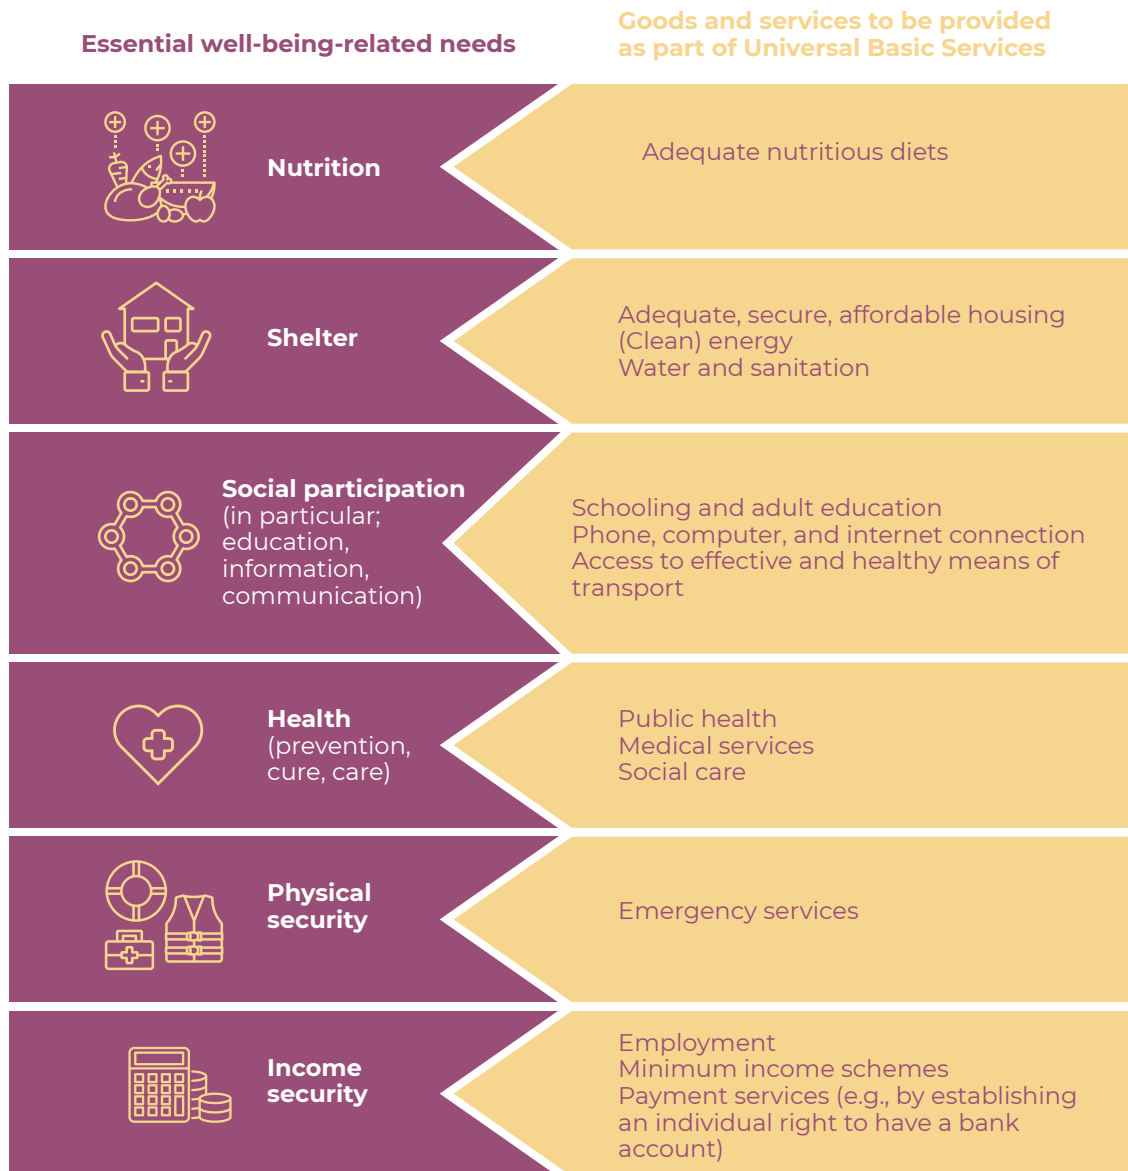 Essential well-being-related needs
Goods and services to be provided
as part of Universal Basic Services
Nutrition
Adequate nutritious diets
Shelter
Adequate, secure, affordable housing
(Clean) energy
Water and sanitation
Social participation
(in particular;
education,
information,
communication)
Schooling and adult education
Phone, computer, and internet connection
Access to effective and healthy means of
transport
Health
(prevention,
cure, care)
Public health
Medical services
Social care
Physical
security
Emergency services
Income
security
Employment
Minimum income schemes
Payment services (e.g., by establishing
an individual right to have a bank
account)